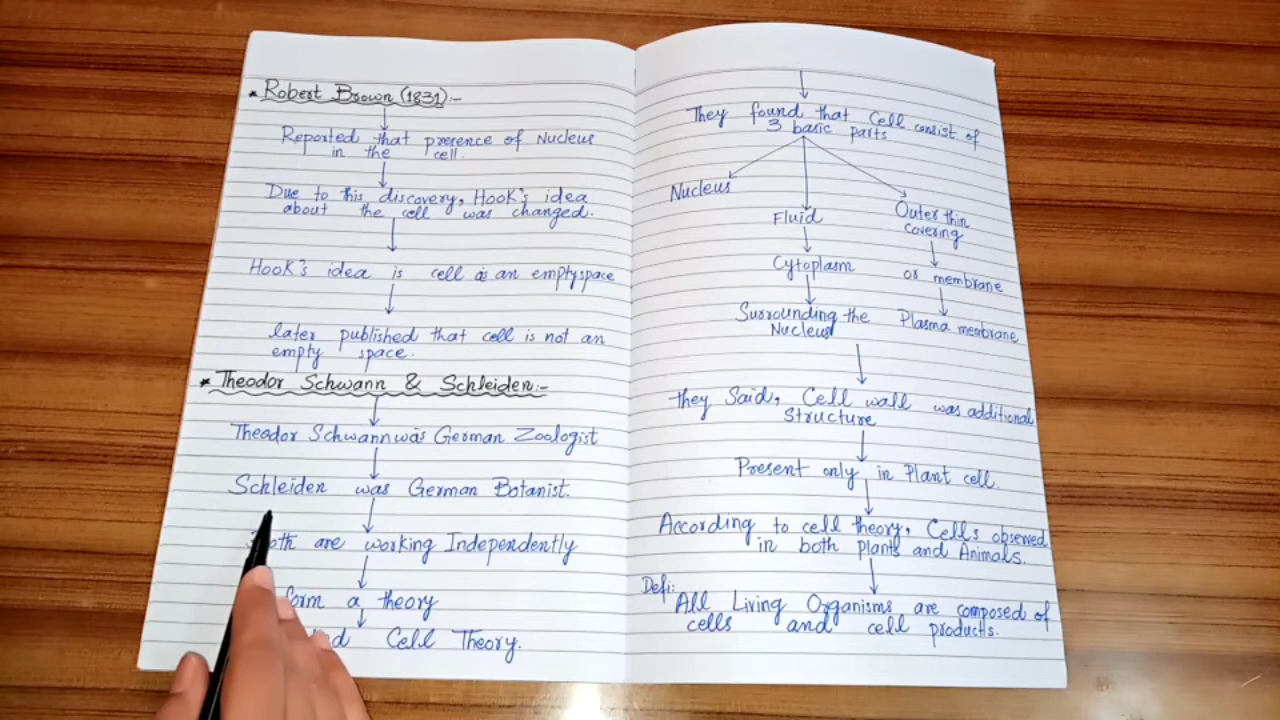 * Robert Brown (1831):-
Reported that presence of Nucleus
in the cell.
Due to this discovery, Hook's idea
about the cell was changed.
Hook's idea is cell is an empty space
later published that cell is not an
empty space.
* Theodor Schwann & Schleiden:-
Theodor Schwann was German Zoologist
Schleiden was German Botanist.
Both are working Independently
form a theory
Cell Theory.
They found that Cell consist of
3 basic parts
Nucleus
Fluid
Outer thin
covering
Cytoplasm
or membrane
Surrounding the
Nucleus
Plasma membrane
They Said, Cell wall was additional
Structure
Present only in Plant cell.
According to cell theory, Cells observed
in both plants and Animals.
Defi:
All Living Organisms are composed of
cells and cell products.